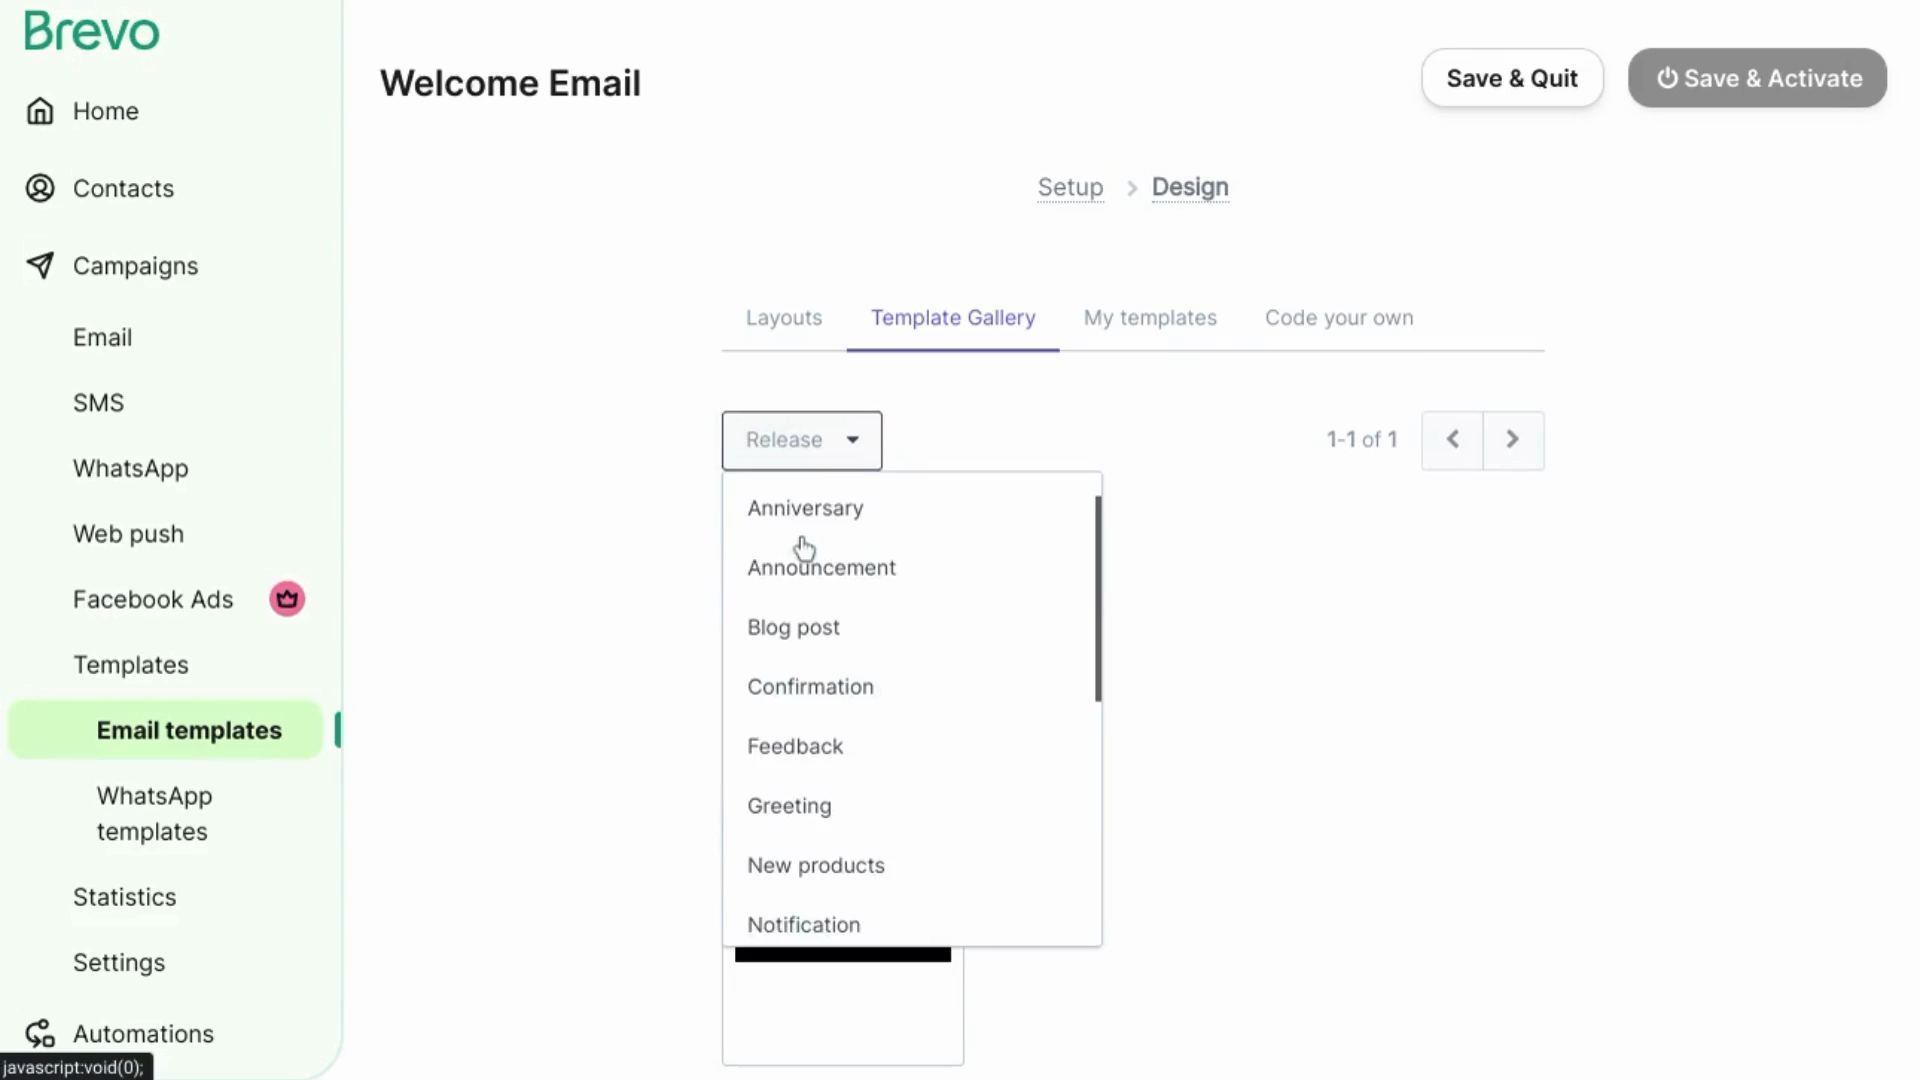 Brevo
Home
Contacts
Campaigns
Email
SMS
WhatsApp
Web push
Facebook Ads
Templates
Email templates
WhatsApp
templates
Statistics
Settings
Automations
javascript:void(0);
Welcome Email
Save & Quit
Save & Activate
Setup
Design
Layouts
Template Gallery
My templates
Code your own
Release
1-1 of 1
Anniversary
Announcement
Blog post
Confirmation
Feedback
Greeting
New products
Notification